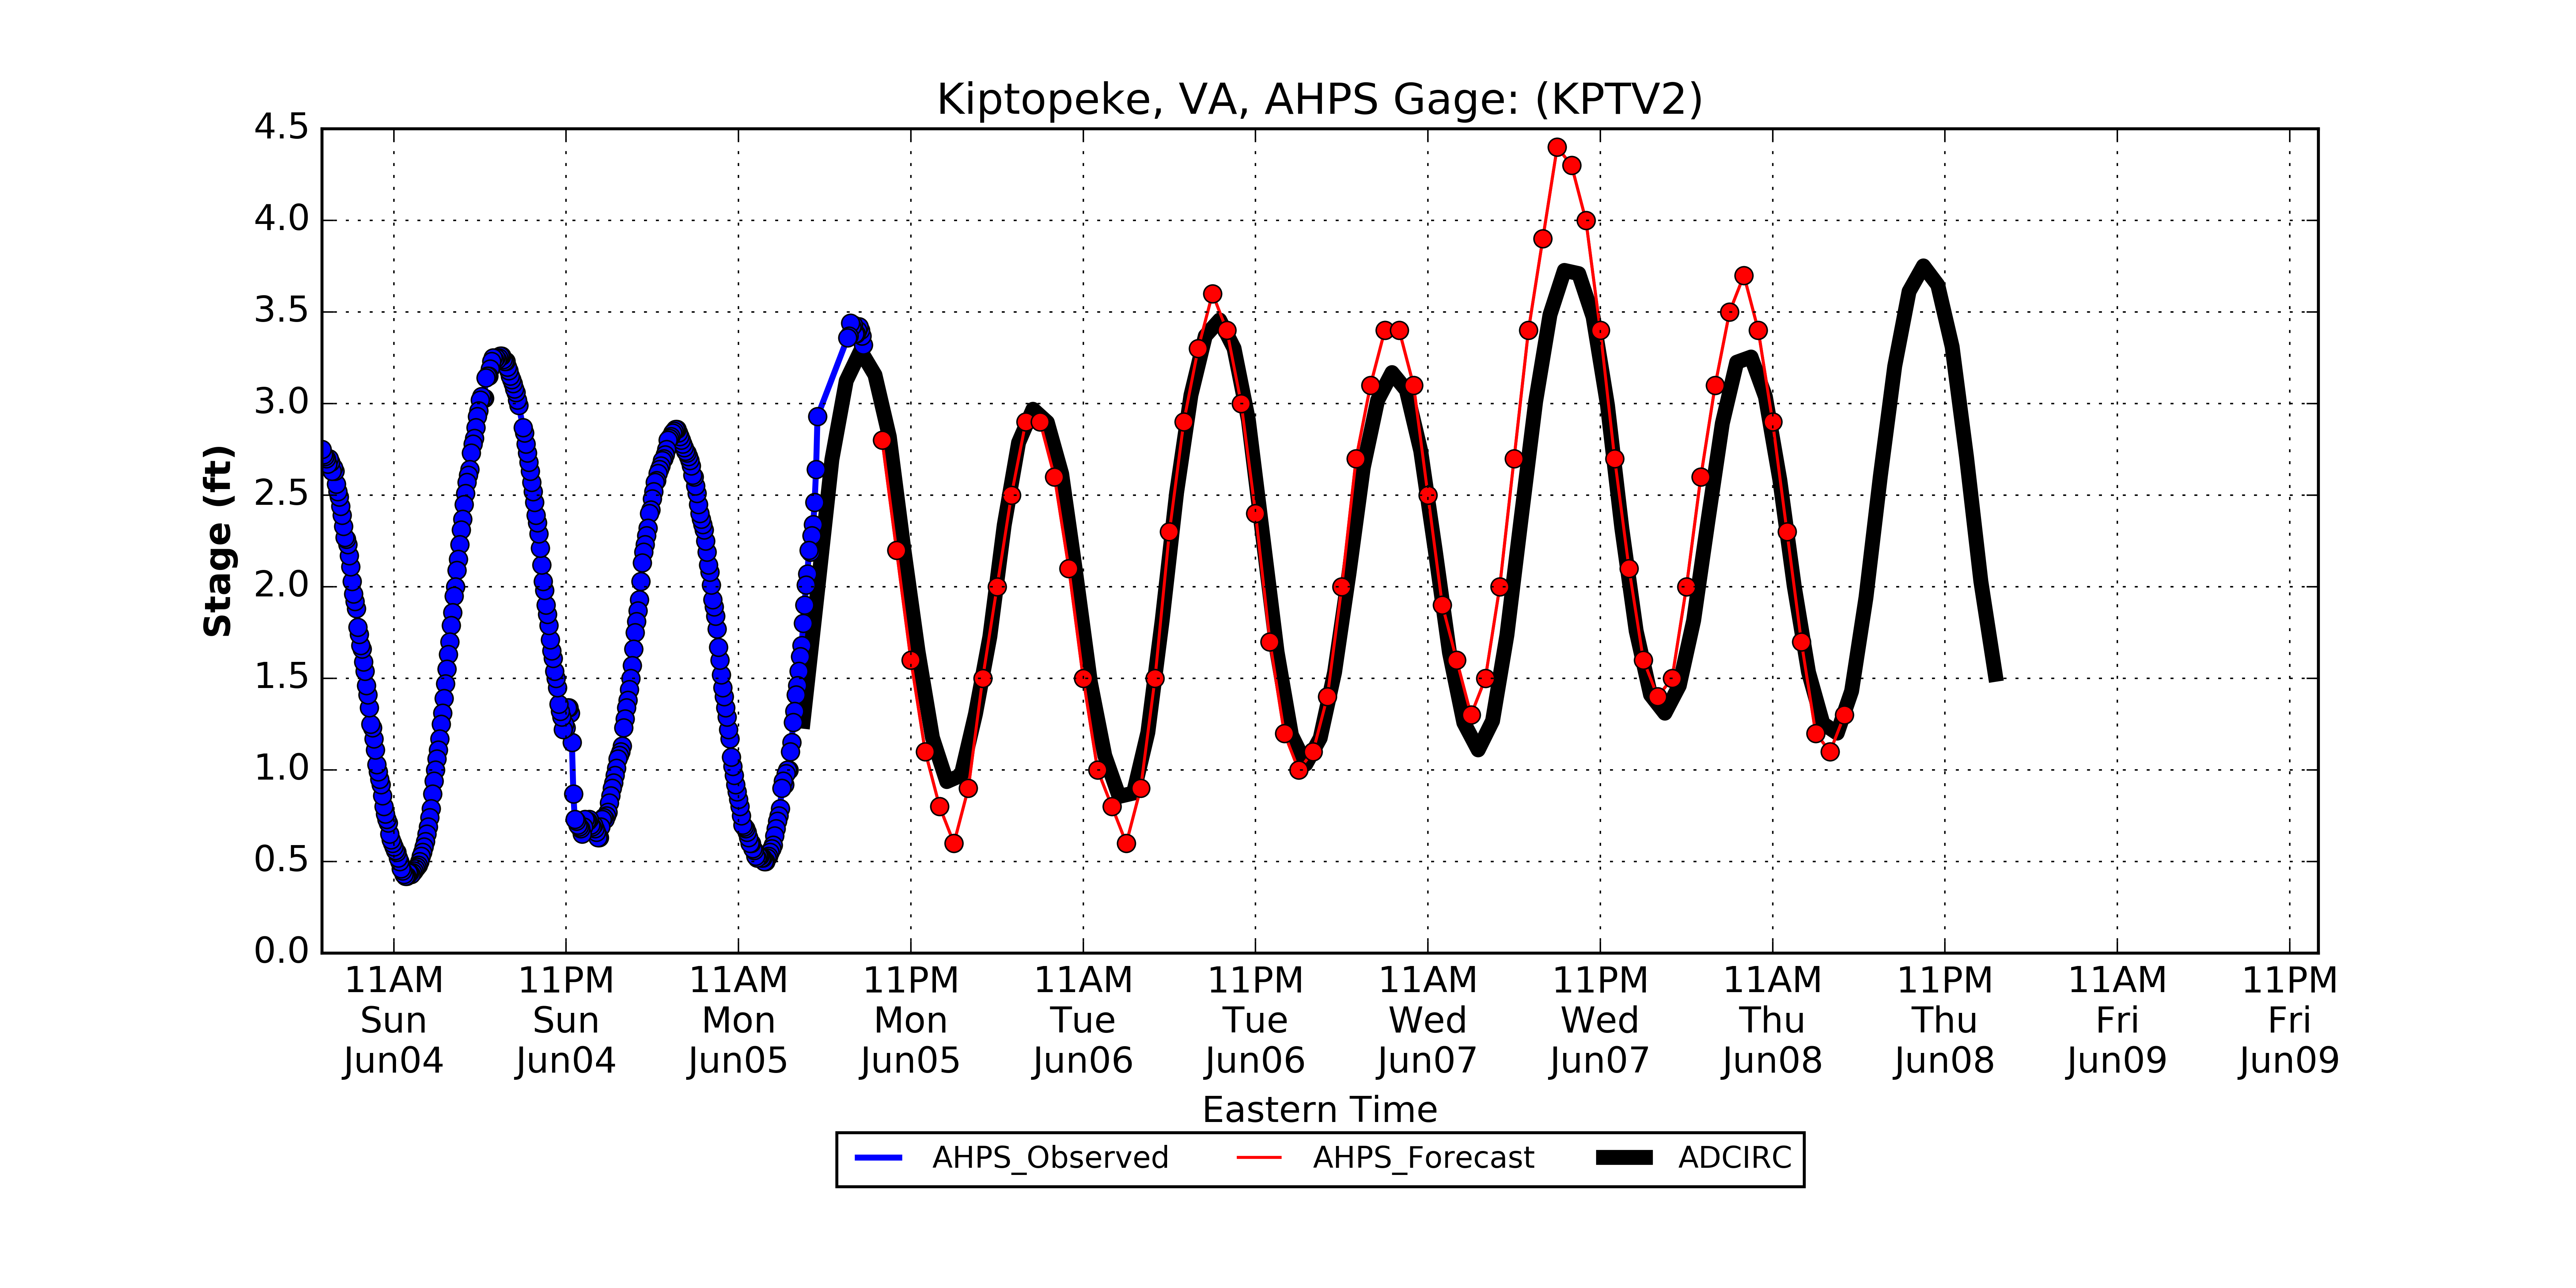 Kiptopeke, VA, AHPS Gage: (KPTV2)
Stage (ft)
4.5
4.0
3.5
3.0
2.5
2.0
1.5
1.0
0.5
0.0
11AM 11PM 11AM 11PM 11AM 11PM 11AM 11PM 11AM 11PM 11AM 11PM
Sun Sun Mon Mon Tue Tue Wed Wed Thu Thu Fri Fri
Jun04 Jun04 Jun05 Jun05 Jun06 Jun06 Jun07 Jun07 Jun08 Jun08 Jun09 Jun09
Eastern Time
AHPS_Observed AHPS_Forecast ADCIRC